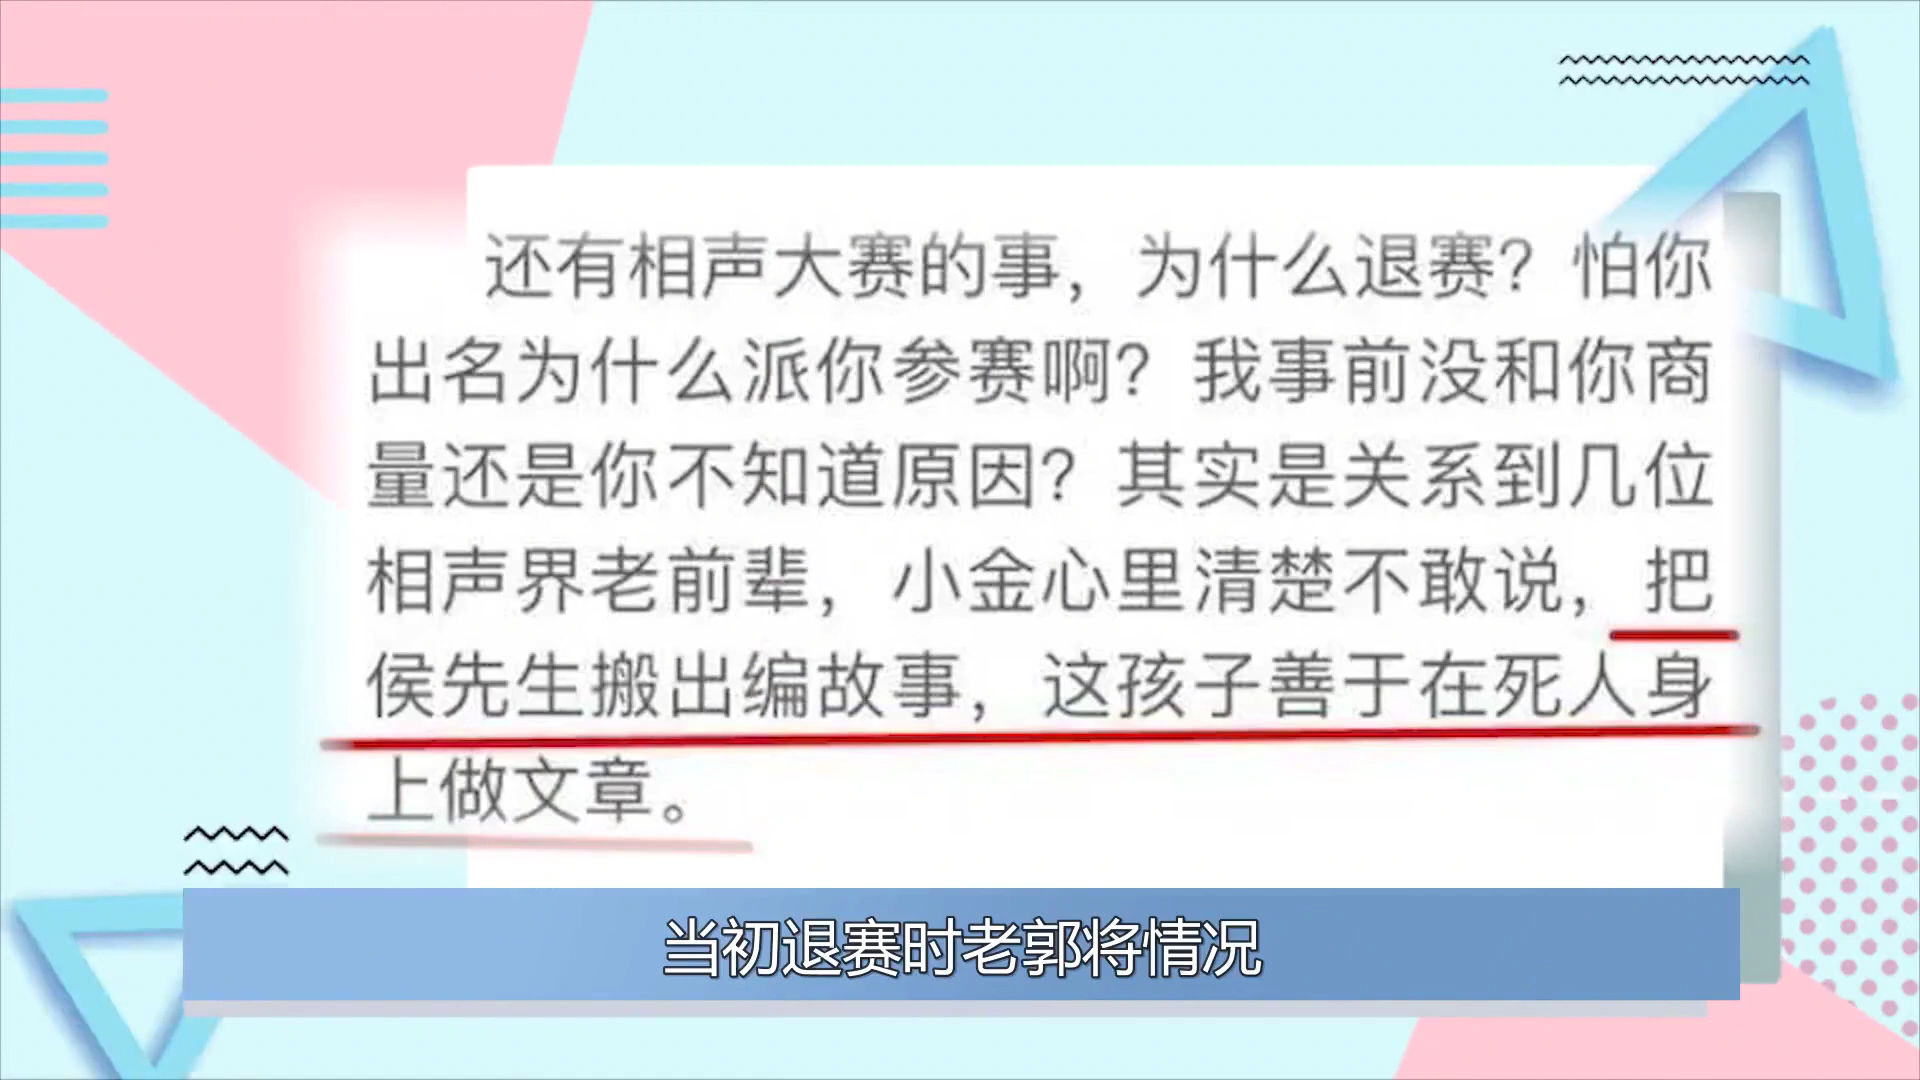 还有相声大赛的事，为什么退赛？怕你
出名为什么派你参赛啊？我事前没和你商
量还是你不知道原因？其实是关系到几位
相声界老前辈，小金心里清楚不敢说，把
侯先生搬出编故事，这孩子善于在死人身
上做文章。
当初退赛时老郭将情况